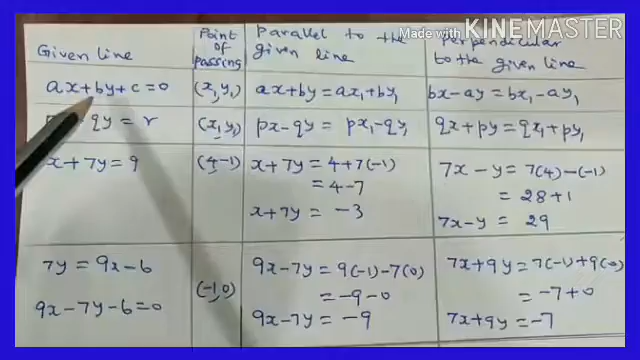 Made with KINEMASTER
Given line
Point of passing
Parallel to the given line
Perpendicular to the given line
ax+by+c=0
(x₁,y₁)
ax+by=ax₁+by₁
bx-ay=bx₁-ay₁
qy=r
(x₁,y₁)
px-qy=px₁-qy₁
qx+py=qx₁+py₁
x+7y=9
(4,-1)
x+7y=4+7(-1)
=4-7
x+7y=-3
7x-y=7(4)-(-1)
=28+1
7x-y=29
7y=9x-6
9x-7y-6=0
(-1,0)
9x-7y=9(-1)-7(0)
=-9-0
9x-7y=-9
7x+9y=7(-1)+9(0)
=-7+0
7x+9y=-7